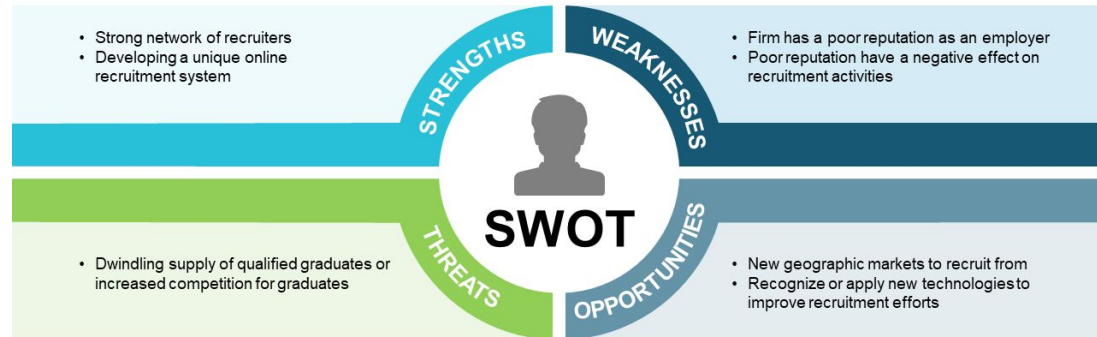 • Strong network of recruiters
• Developing a unique online
recruitment system
STRENGTHS
WEAKNESSES
• Firm has a poor reputation as an employer
• Poor reputation have a negative effect on
recruitment activities
SWOT
• Dwindling supply of qualified graduates or
increased competition for graduates
THREATS
OPPORTUNITIES
• New geographic markets to recruit from
• Recognize or apply new technologies to
improve recruitment efforts